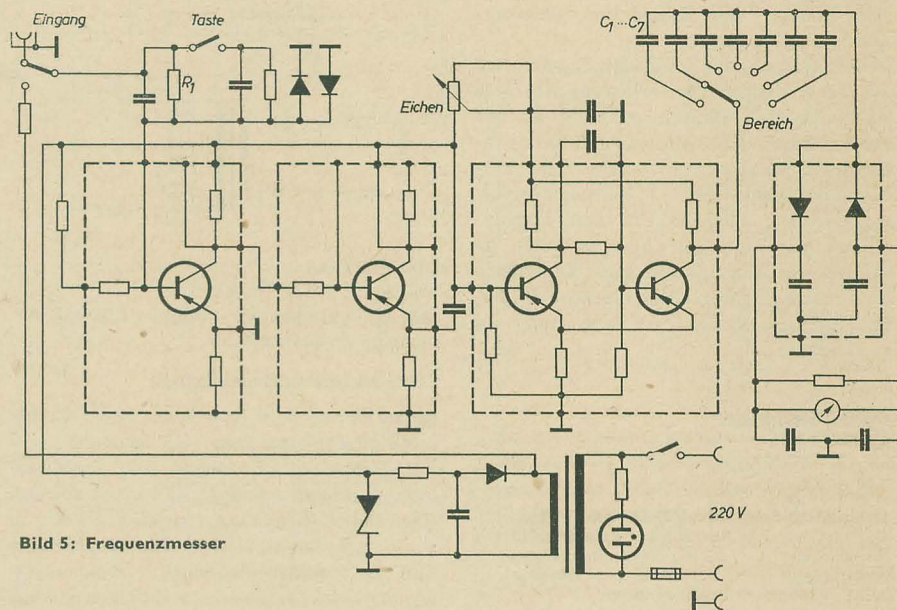 Eingang
Taste
C₁...C₇
R₁
Eichen
Bereich
220 V
Bild 5: Frequenzmesser